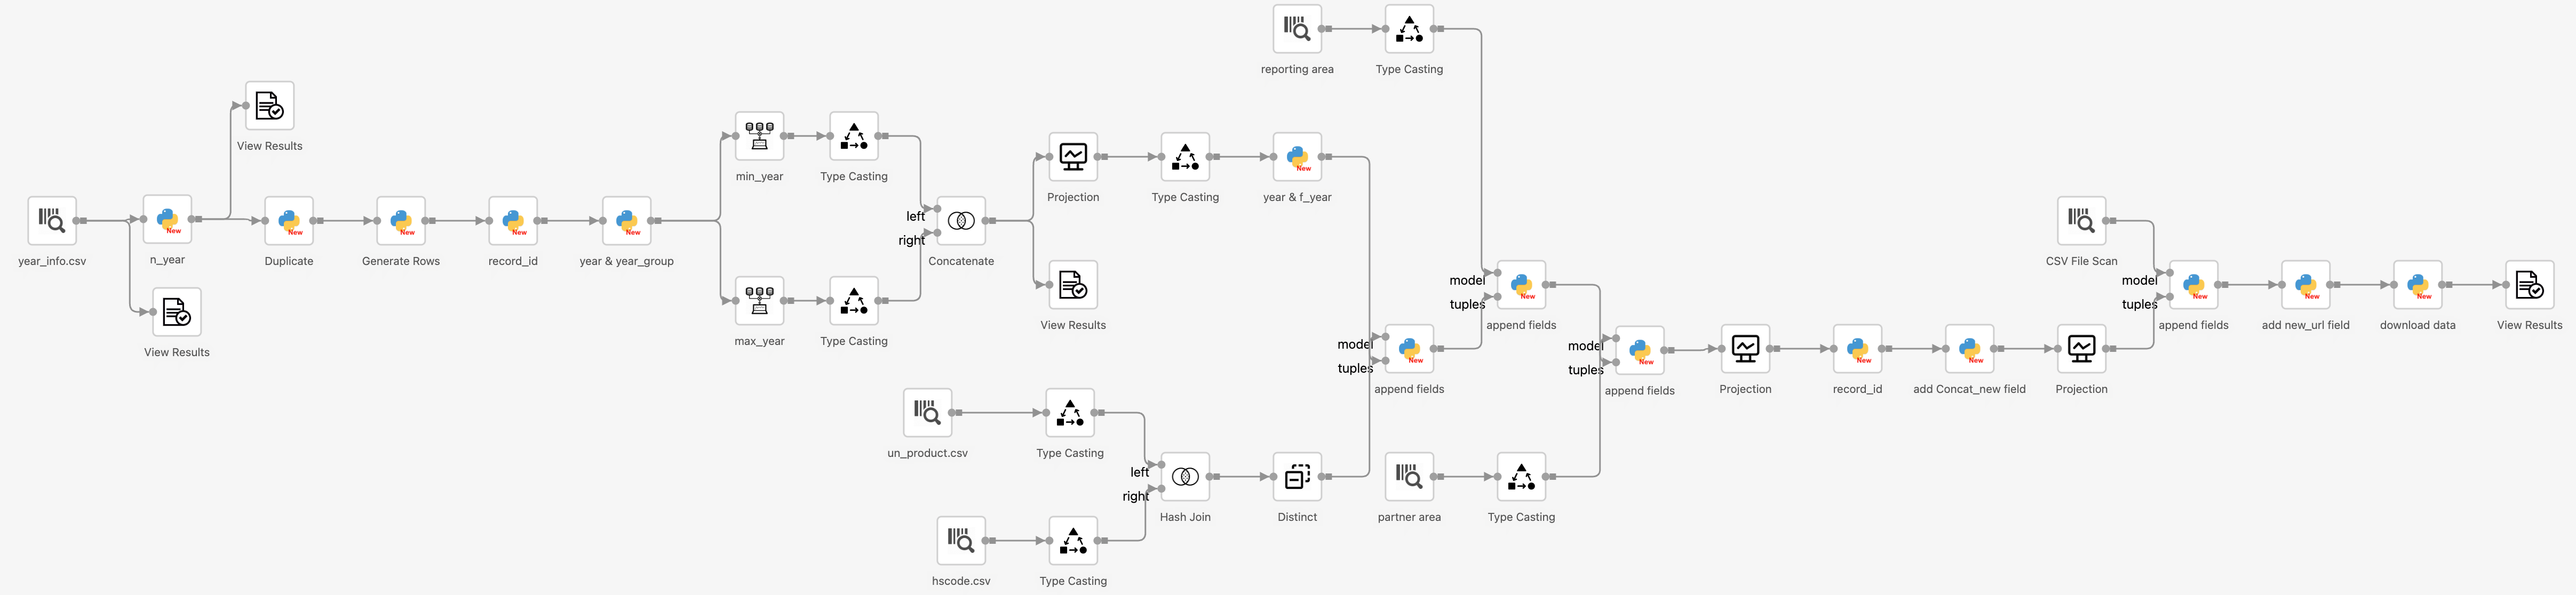 reporting area
Type Casting
View Results
min_year
Type Casting
Projection
Type Casting
New
year & f_year
left
right
New
n_year
year_info.csv
New
Duplicate
New
Generate Rows
New
record_id
New
year & year_group
Concatenate
View Results
max_year
Type Casting
View Results
model
tuples
New
append fields
model
tuples
New
append fields
model
tuples
New
append fields
Projection
New
record_id
New
add Concat_new field
Projection
CSV File Scan
model
tuples
New
append fields
New
add new_url field
New
download data
View Results
un_product.csv
Type Casting
left
right
Hash Join
Distinct
partner area
Type Casting
hscode.csv
Type Casting